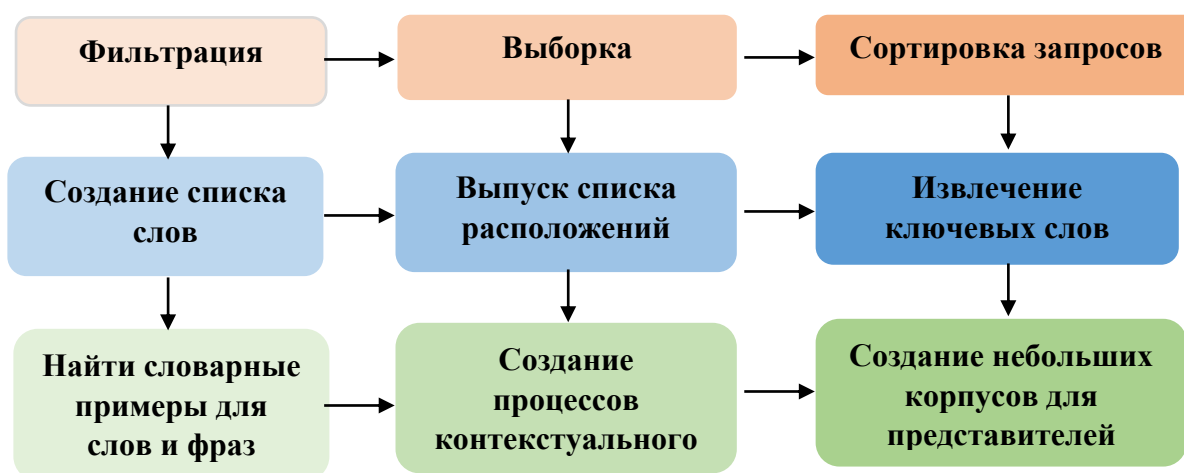 Фильтрация
Выборка
Сортировка запросов
Создание списка
слов
Выпуск списка
расположений
Извлечение
ключевых слов
Найти словарные
примеры для
слов и фраз
Создание
процессов
контекстуального
Создание небольших
корпусов для
представителей